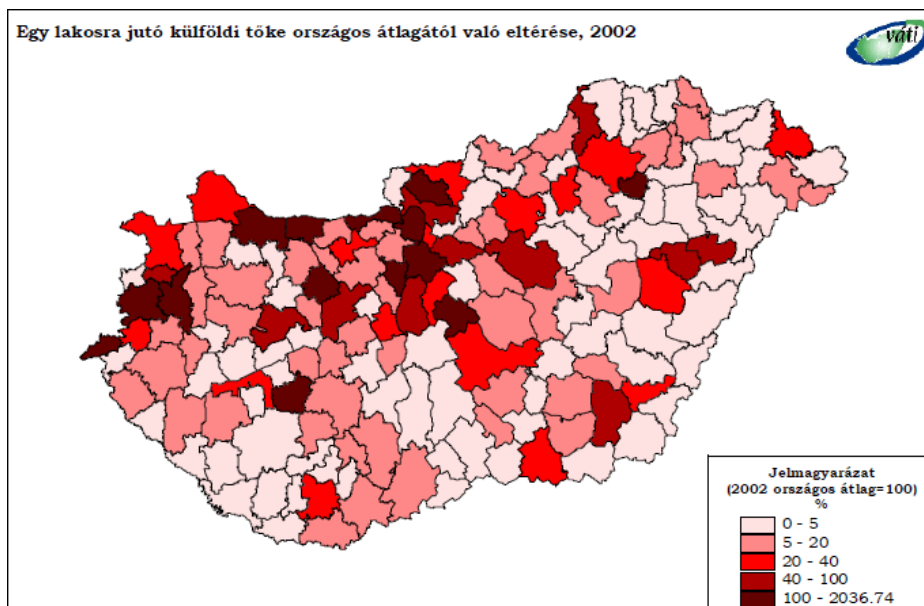 Egy lakosra jutó külföldi tőke országos átlagától való eltérése, 2002
váti
Jelmagyarázat
(2002 országos átlag=100)
%
0 - 5
5 - 20
20 - 40
40 - 100
100 - 2036.74